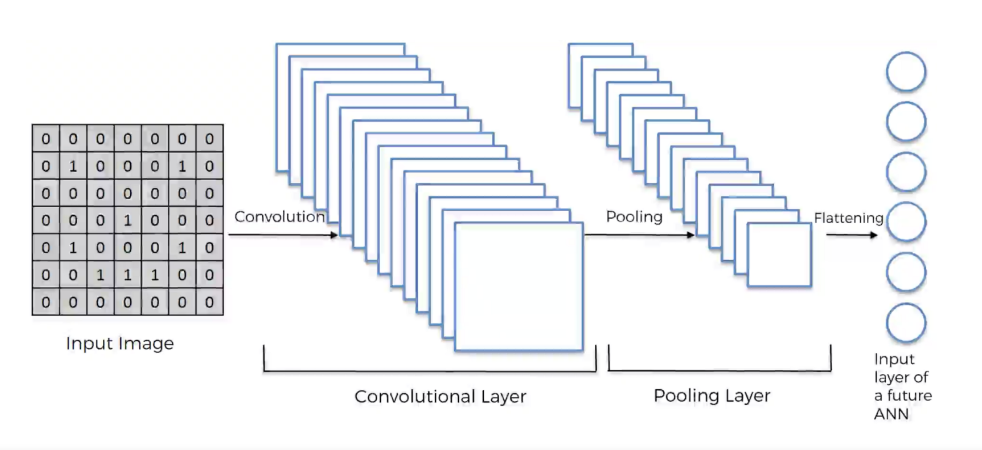 0 0 0 0 0 0 0
0 1 0 0 0 1 0
0 0 0 0 0 0 0
0 0 0 1 0 0 0
0 1 0 0 0 1 0
0 0 1 1 1 0 0
0 0 0 0 0 0 0
Input Image
Convolution
Convolutional Layer
Pooling
Pooling Layer
Flattening
Input
layer of
a future
ANN